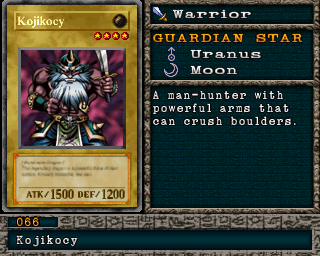 Kojikocy
ATK/1500 DEF/1200
Warrior
GUARDIAN STAR
Uranus
Moon
A man-hunter with
powerful arms that
can crush boulders.
066
Kojikocy